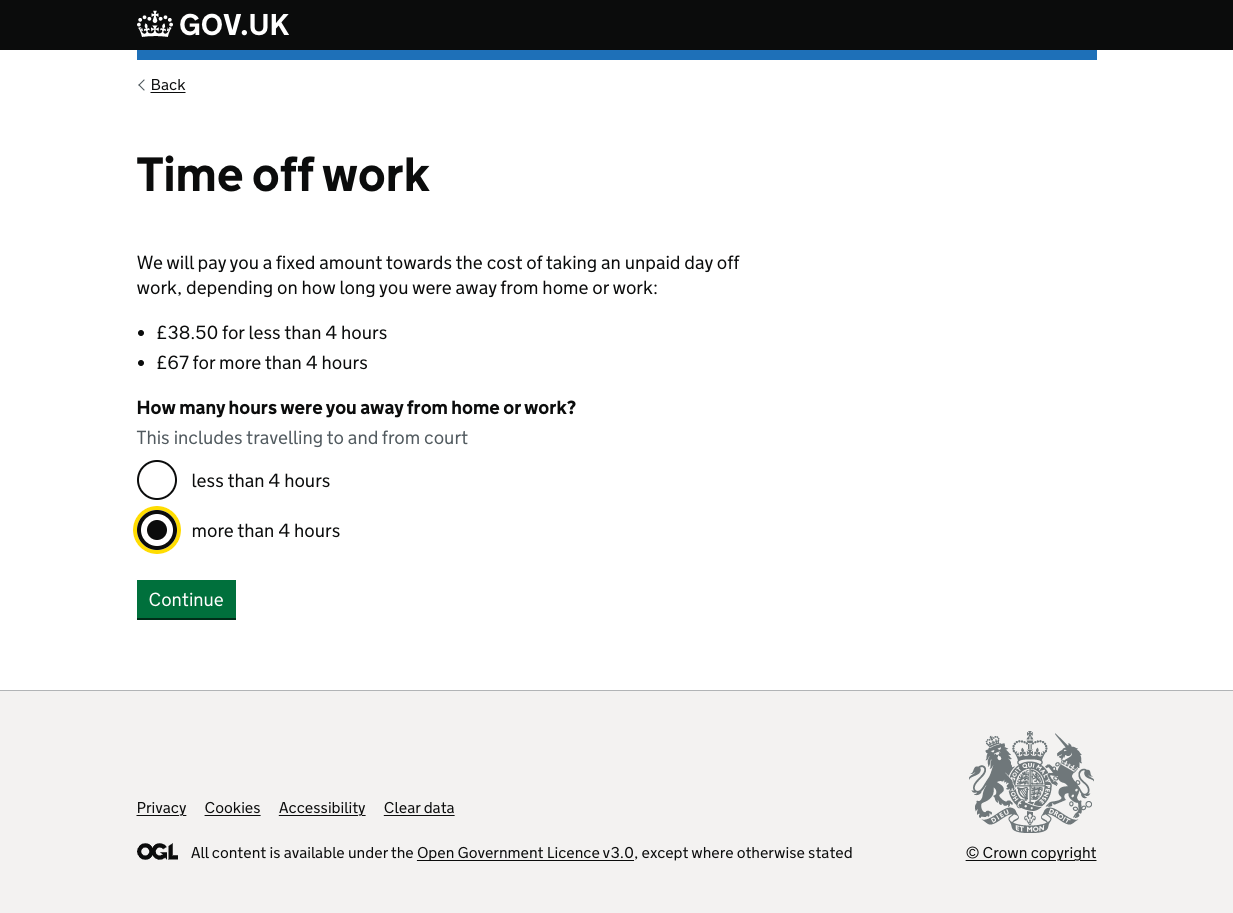 GOV.UK
Back
Time off work
We will pay you a fixed amount towards the cost of taking an unpaid day off
work, depending on how long you were away from home or work:
• £38.50 for less than 4 hours
• £67 for more than 4 hours
How many hours were you away from home or work?
This includes travelling to and from court
less than 4 hours
more than 4 hours
Continue
Privacy Cookies Accessibility Clear data
OGL All content is available under the Open Government Licence v3.0, except where otherwise stated
DIEU ET MON DROIT
© Crown copyright